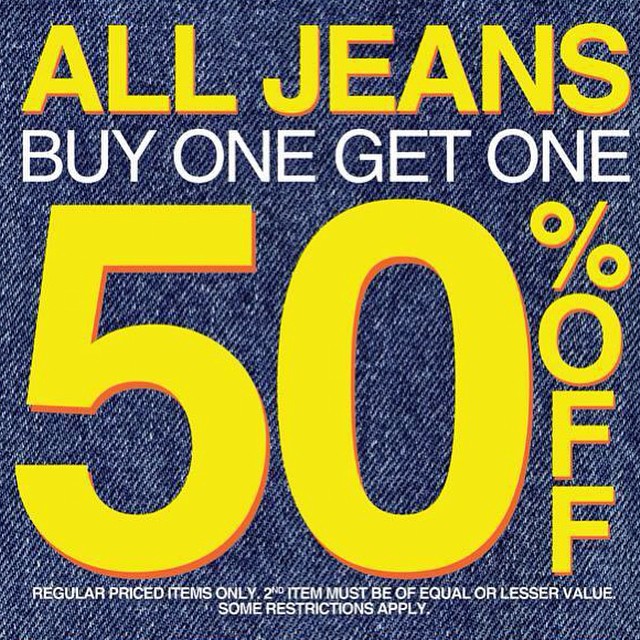 ALL JEANS
BUY ONE GET ONE
50% OFF
REGULAR PRICED ITEMS ONLY. 2ND ITEM MUST BE OF EQUAL OR LESSER VALUE.
SOME RESTRICTIONS APPLY.